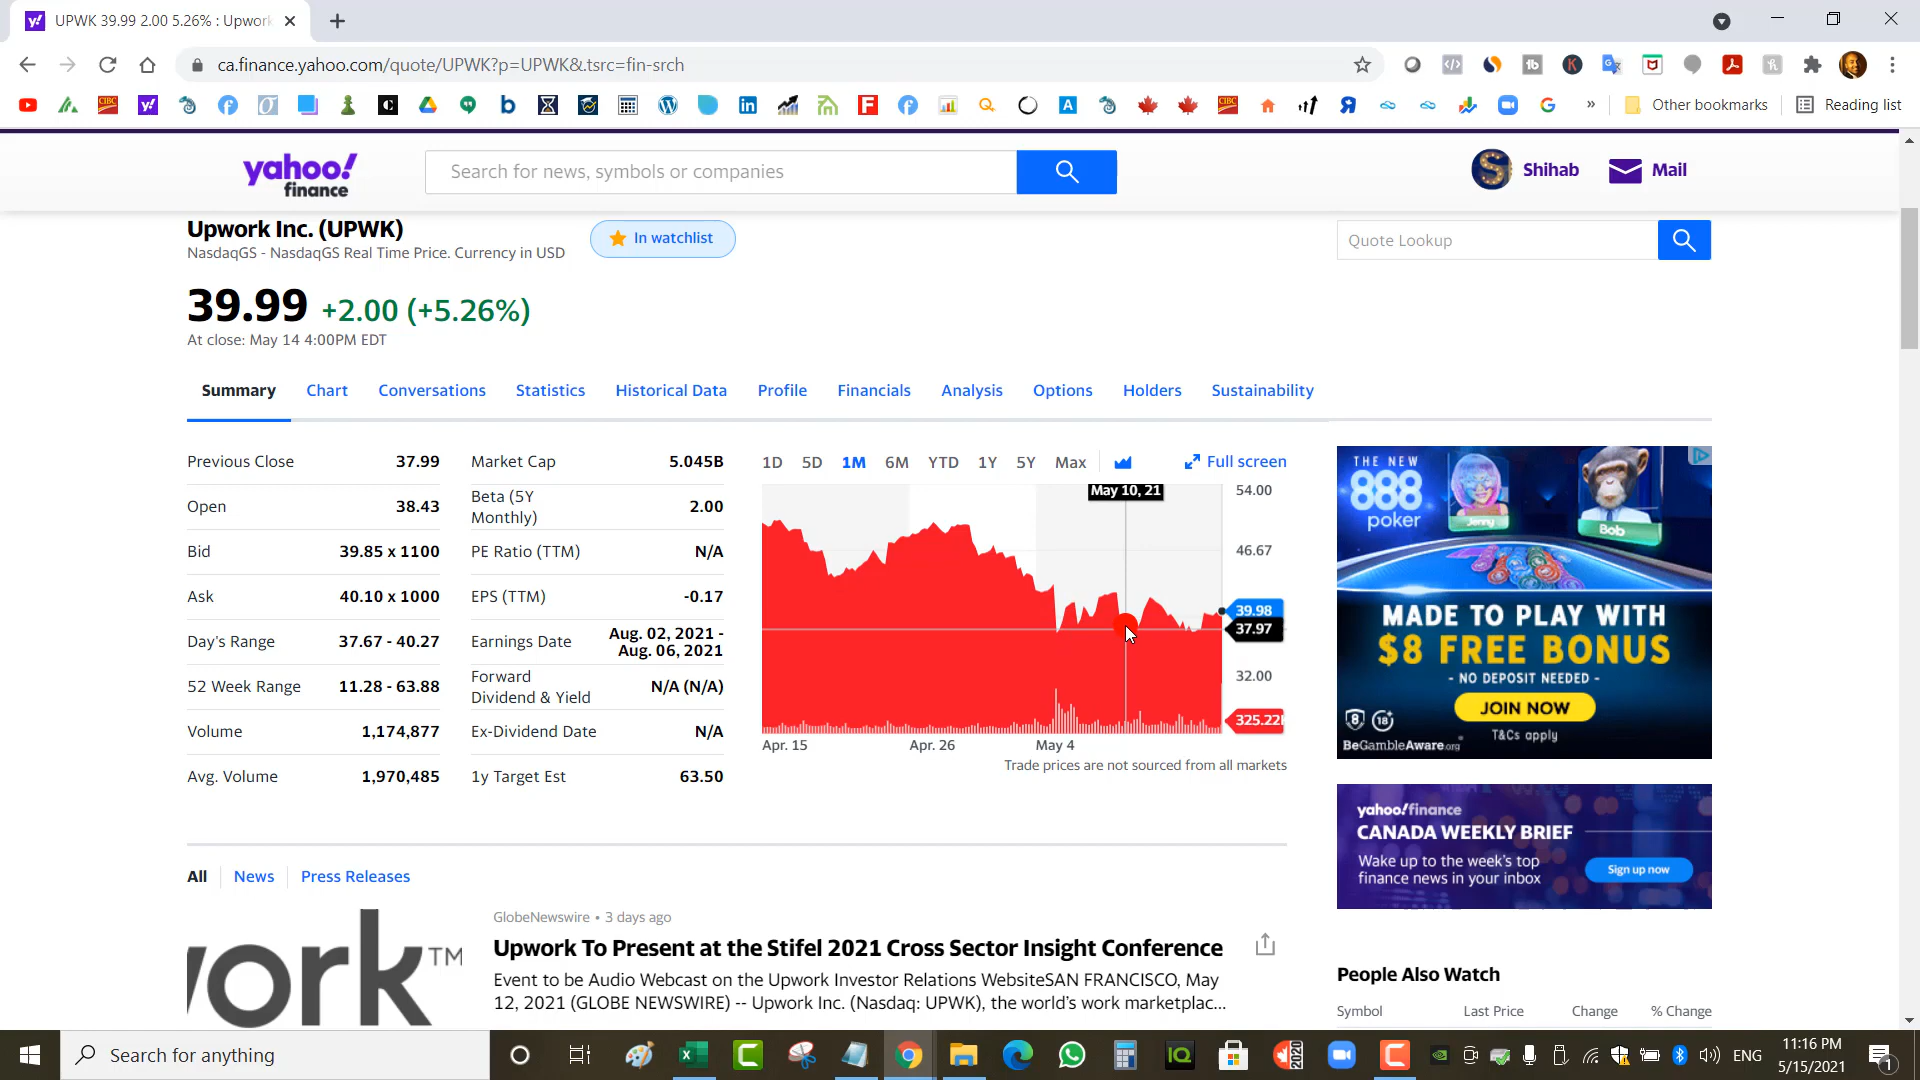 UPWK 39.99 2.00 5.26% : Upwork
ca.finance.yahoo.com/quote/UPWK?p=UPWK&.tsrc=fin-srch
Other bookmarks
Reading list
yahoo!
finance
Search for news, symbols or companies
Shihab
Mail
Upwork Inc. (UPWK)
In watchlist
NasdaqGS - NasdaqGS Real Time Price. Currency in USD
Quote Lookup
39.99 +2.00 (+5.26%)
At close: May 14 4:00PM EDT
Summary Chart Conversations Statistics Historical Data Profile Financials Analysis Options Holders Sustainability
Previous Close 37.99
Open 38.43
Bid 39.85 x 1100
Ask 40.10 x 1000
Day's Range 37.67 - 40.27
52 Week Range 11.28 - 63.88
Volume 1,174,877
Avg. Volume 1,970,485
Market Cap 5.045B
Beta (5Y
Monthly) 2.00
PE Ratio (TTM) N/A
EPS (TTM) -0.17
Earnings Date Aug. 02, 2021 -
Aug. 06, 2021
Forward
Dividend & Yield N/A (N/A)
Ex-Dividend Date N/A
1y Target Est 63.50
1D 5D 1M 6M YTD 1Y 5Y Max Full screen
May 10, 21
54.00
46.67
39.98
37.97
32.00
325.22
Apr. 15 Apr. 26 May 4
Trade prices are not sourced from all markets
THE NEW
888
poker
Jenny
Bob
MADE TO PLAY WITH
$8 FREE BONUS
- NO DEPOSIT NEEDED -
JOIN NOW
T&Cs apply
8 18+
BeGambleAware.org
yahoo!finance
CANADA WEEKLY BRIEF
Wake up to the week's top
finance news in your inbox
Sign up now
All News Press Releases
work™
GlobeNewswire • 3 days ago
Upwork To Present at the Stifel 2021 Cross Sector Insight Conference
Event to be Audio Webcast on the Upwork Investor Relations WebsiteSAN FRANCISCO, May
12, 2021 (GLOBE NEWSWIRE) -- Upwork Inc. (Nasdaq: UPWK), the world's work marketplac...
People Also Watch
Symbol Last Price Change % Change
Search for anything
ENG
11:16 PM
5/15/2021
1